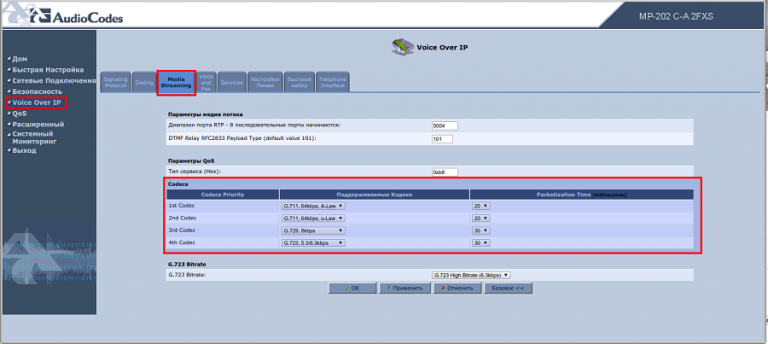 AudioCodes
MP-202 C-A 2FXS
Voice Over IP
Дом
Быстрая Настройка
Сетевые Подключения
Безопасность
Voice Over IP
QoS
Расширенный
Системный
Мониторинг
Выход
Signaling Protocol
Dialing
Media Streaming
Voice and Fax
Services
Настройки Линии
Быстрый набор
Telephone Interface
Параметры медиа потока
Диапазон порта RTP - 8 последовательные порты начинаются: 5004
DTMF Relay RFC2833 Payload Type (default value 101): 101
Параметры QoS
Тип сервиса (Hex): 0xb8
Codecs
Codecs Priority Поддерживаемые Кодеки Packetization Time (milliseconds)
1st Codec G.711, 64kbps, A-Law 20
2nd Codec G.711, 64kbps, u-Law 20
3rd Codec G.729, 8kbps 30
4th Codec G.723, 5.3/6.3kbps 30
G.723 Bitrate
G.723 Bitrate: G.723 High Bitrate (6.3kbps)
OK ! Применить Отменить Базовое <<